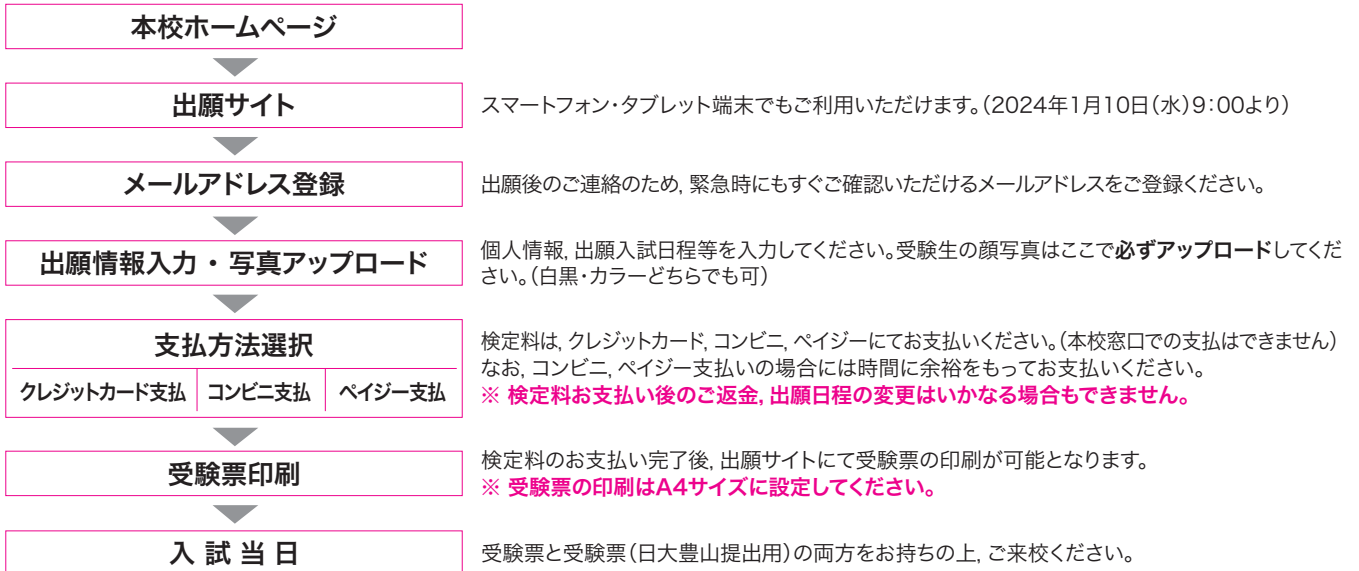 本校ホームページ
出願サイト
スマートフォン・タブレット端末でもご利用いただけます。(2024年1月10日(水)9:00より)
メールアドレス登録
出願後のご連絡のため, 緊急時にもすぐご確認いただけるメールアドレスをご登録ください。
出願情報入力 ・ 写真アップロード
個人情報, 出願入試日程等を入力してください。受験生の顔写真はここで必ずアップロードしてくだ
さい。(白黒・カラーどちらでも可)
支払方法選択
クレジットカード支払 コンビニ支払 ペイジー支払
検定料は, クレジットカード, コンビニ, ペイジーにてお支払いください。(本校窓口での支払はできません)
なお, コンビニ, ペイジー支払いの場合には時間に余裕をもってお支払いください。
※ 検定料お支払い後のご返金, 出願日程の変更はいかなる場合もできません。
受験票印刷
検定料のお支払い完了後, 出願サイトにて受験票の印刷が可能となります。
※ 受験票の印刷はA4サイズに設定してください。
入 試 当 日
受験票と受験票(日大豊山提出用)の両方をお持ちの上, ご来校ください。